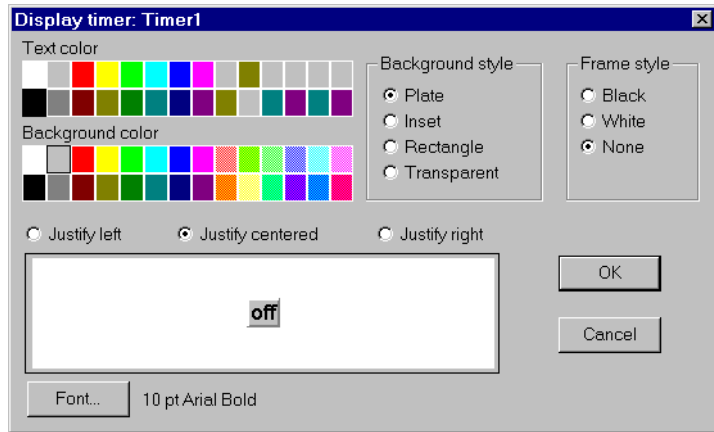 Display timer: Timer1
Text color
Background color
Background style
Plate
Inset
Rectangle
Transparent
Frame style
Black
White
None
Justify left
Justify centered
Justify right
off
OK
Cancel
Font...
10 pt Arial Bold